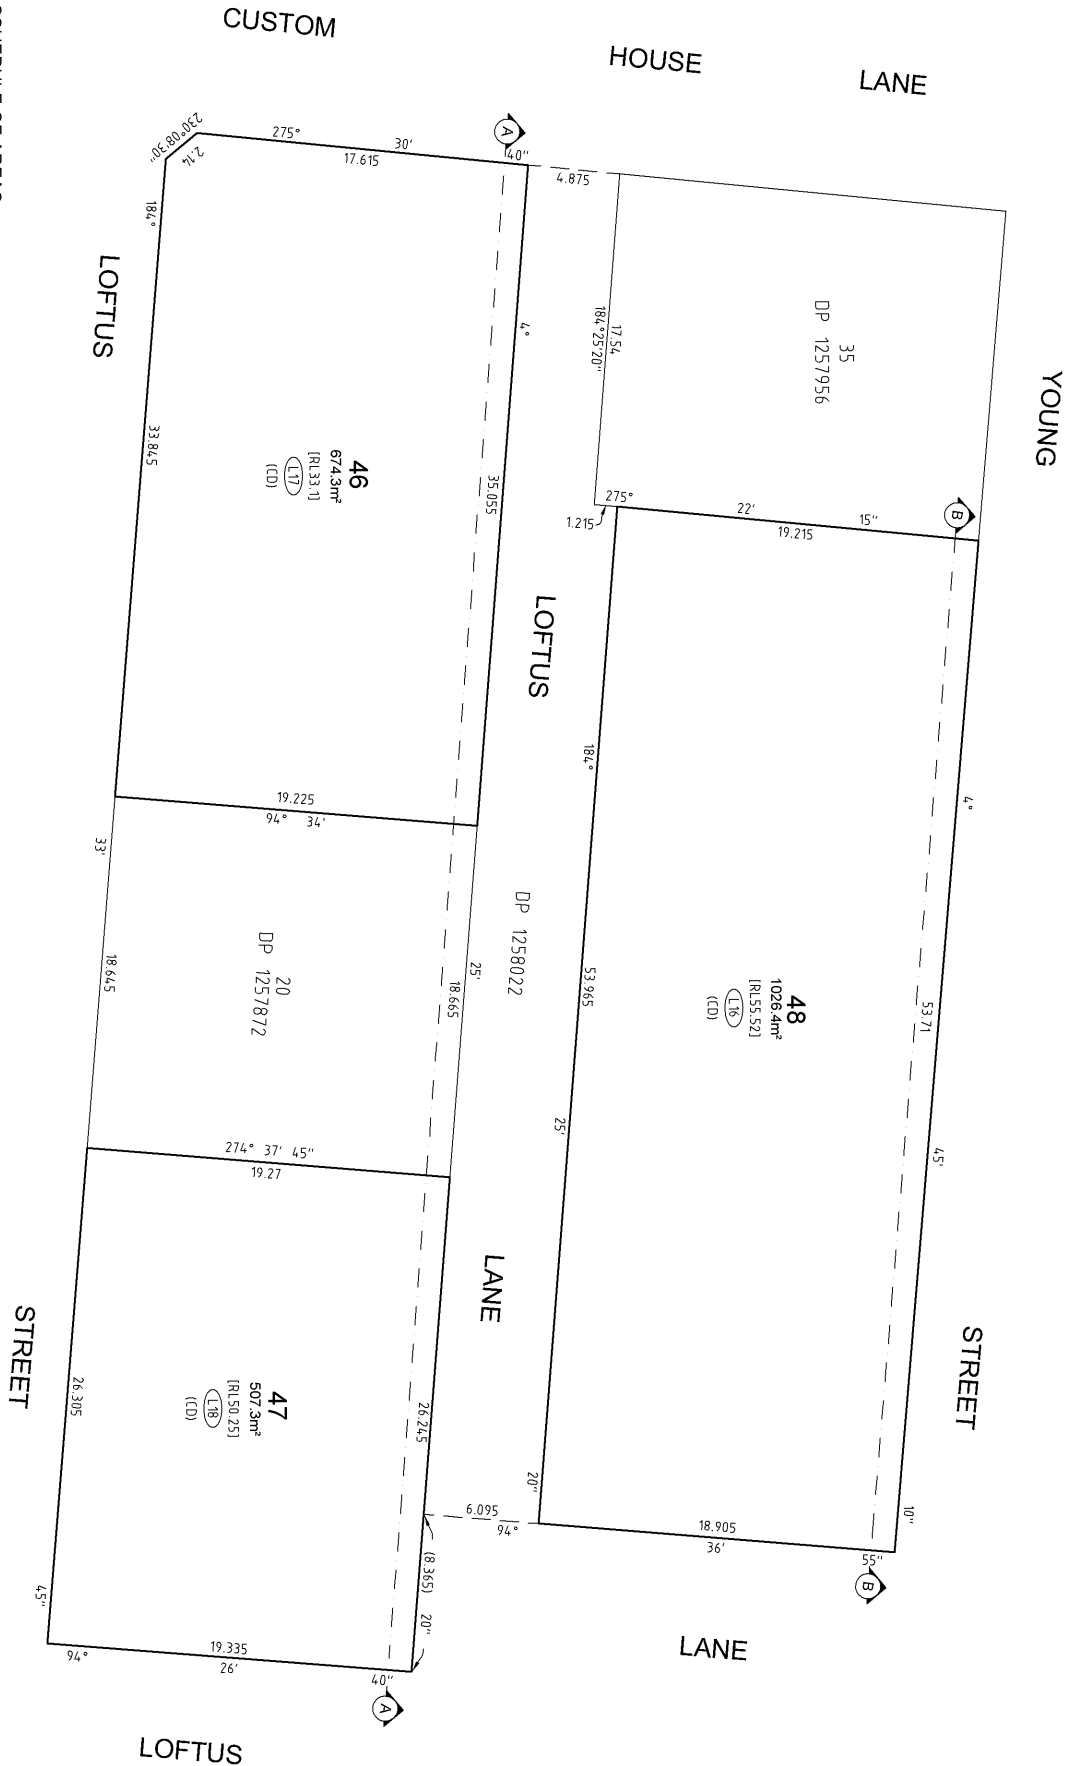 CUSTOM
HOUSE
LANE
230°08'30"
2.14
275°
30'
40"
17.615
A
4.875
184°
LOFTUS
4°
17.54
184°25'20"
35
DP 1257956
YOUNG
33.845
46
674.3m²
[RL33.1]
L17
(CD)
35.055
275°
22'
15"
1.215
19.215
B
LOFTUS
184°
4°
19.225
94° 34'
33'
DP 1258022
25'
18.665
18.645
20
DP 1257872
53.965
48
1026.4m²
[RL55.52]
L16
(CD)
53.71
45'
25'
274° 37' 45"
19.27
LANE
STREET
STREET
26.305
47
507.3m²
[RL50.25]
L18
(CD)
26.245
20"
10"
6.095
94°
18.905
36'
55"
B
(8.365)
20"
45"
19.335
94°
26'
40"
A
LANE
LOFTUS